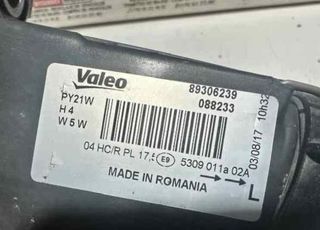 Valeo 89306239
088233
PY21W
H4
W5W
04 HC/R PL 17,5 E9 5309 011a 02A
MADE IN ROMANIA
03/08/17 10h32
L